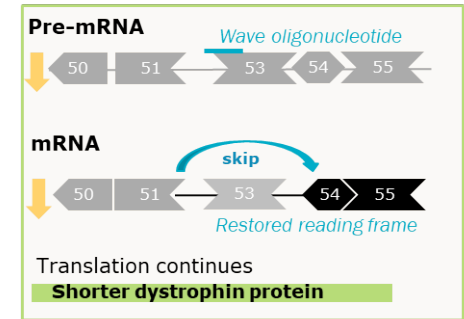 Pre-mRNA
Wave oligonucleotide
50 51 53 54 55
mRNA
skip
50 51 53 54 55
Restored reading frame
Translation continues
Shorter dystrophin protein